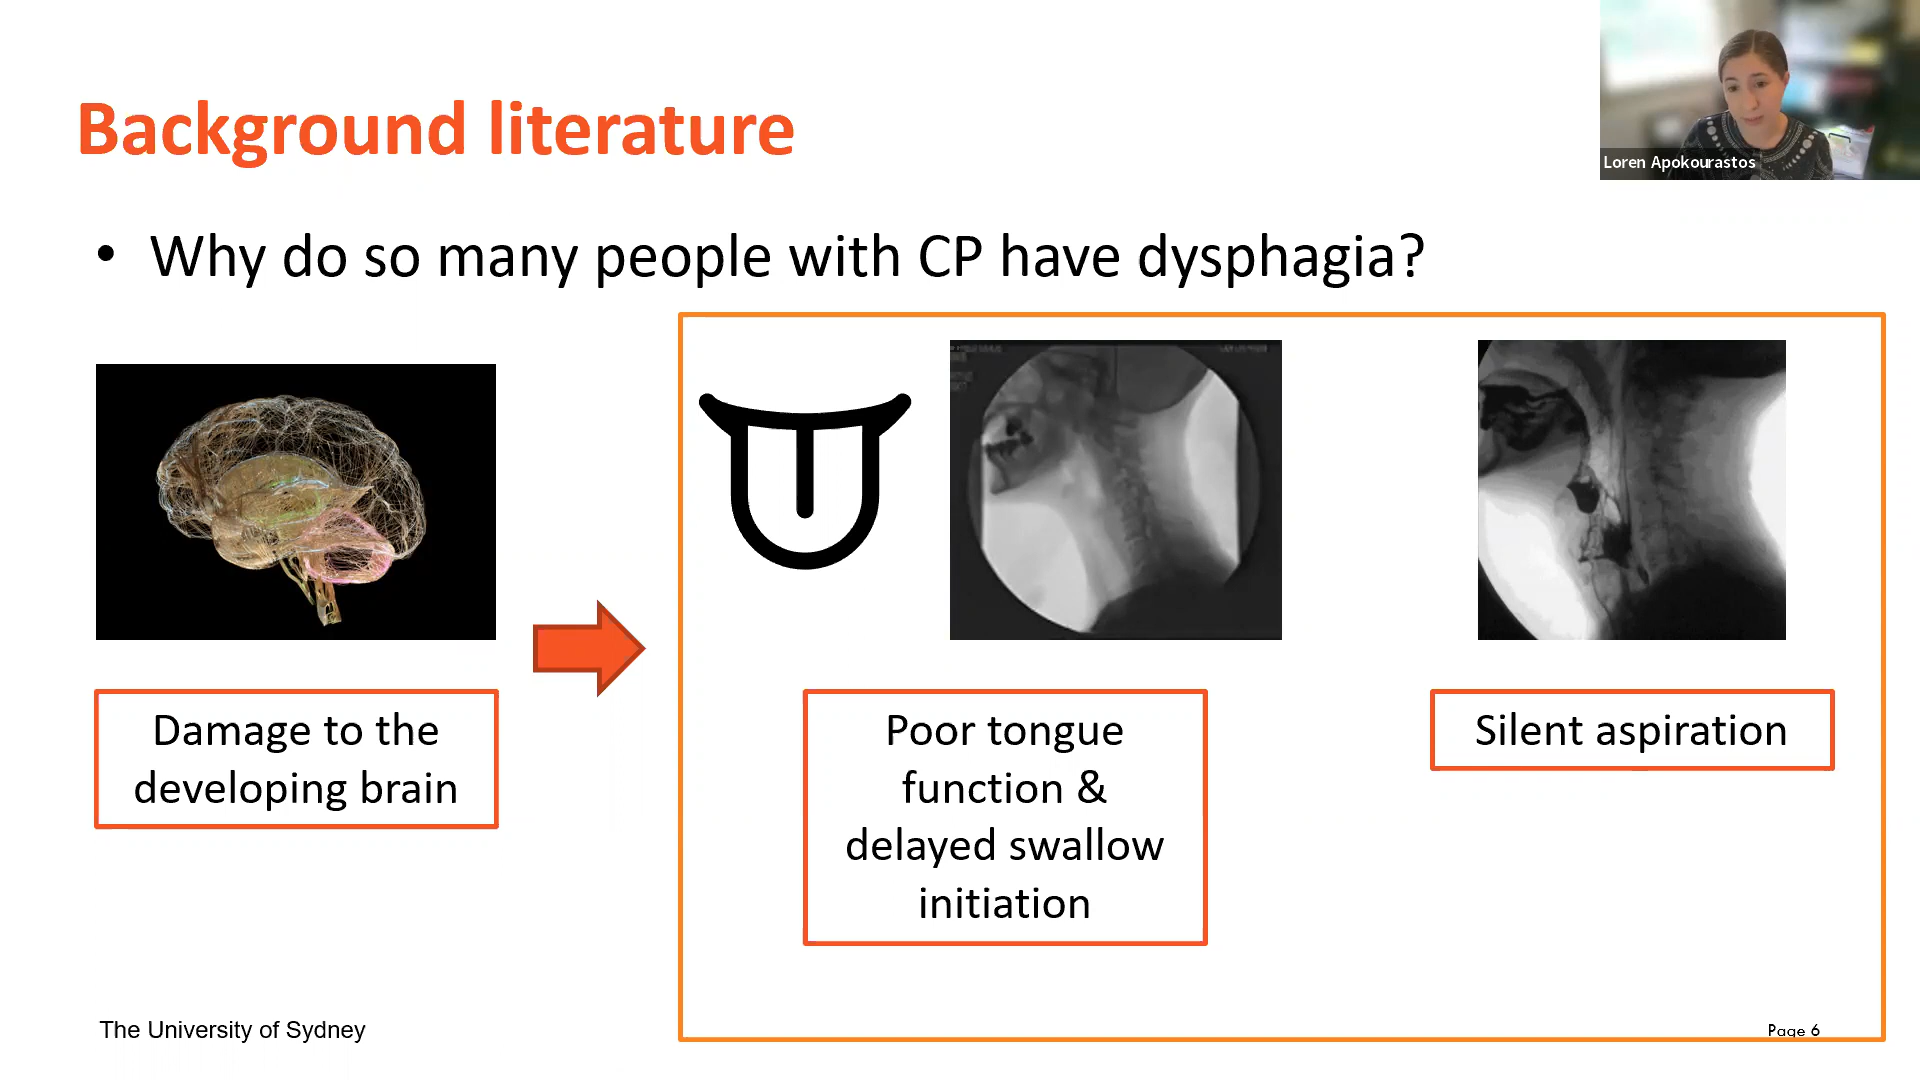 Background literature
Loren Apokourastos
• Why do so many people with CP have dysphagia?
Damage to the
developing brain
Poor tongue
function &
delayed swallow
initiation
Silent aspiration
The University of Sydney
Page 6